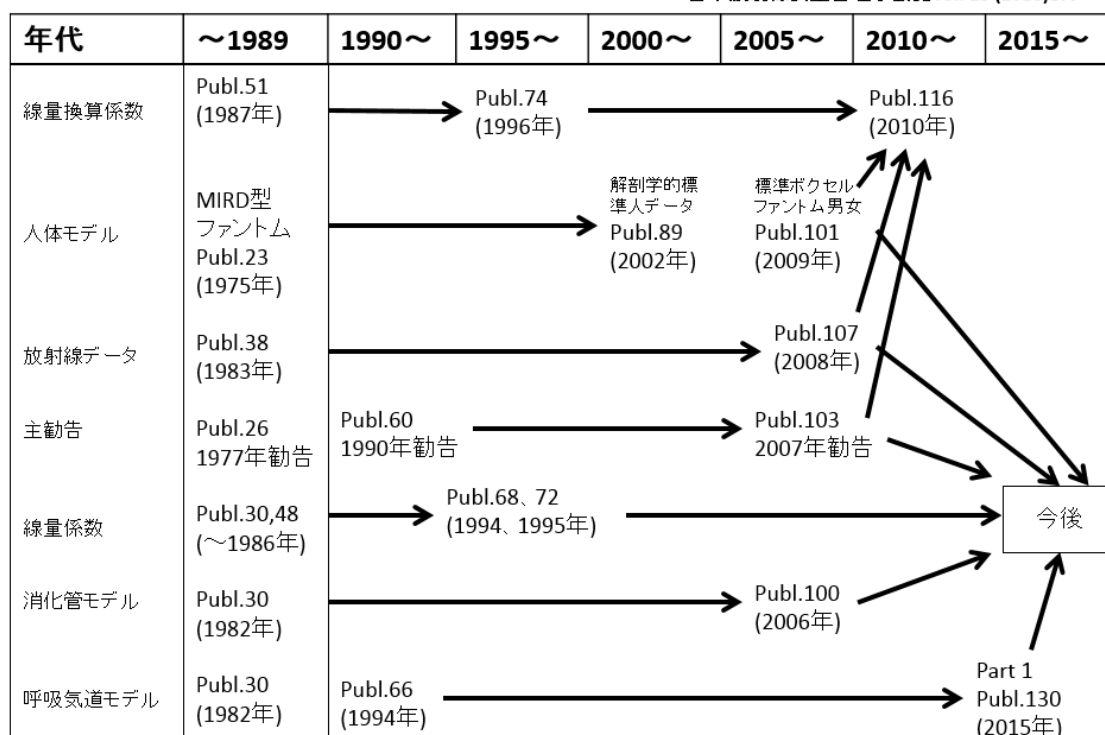 年代 ～1989 1990～ 1995～ 2000～ 2005～ 2010～ 2015～
線量換算係数
Publ.51
(1987年)
Publ.74
(1996年)
Publ.116
(2010年)
人体モデル
MIRD型
ファントム
Publ.23
(1975年)
解剖学的標
準人データ
Publ.89
(2002年)
標準ボクセル
ファントム男女
Publ.101
(2009年)
放射線データ
Publ.38
(1983年)
Publ.107
(2008年)
主勧告
Publ.26
1977年勧告
Publ.60
1990年勧告
Publ.103
2007年勧告
線量係数
Publ.30,48
(～1986年)
Publ.68、72
(1994、1995年)
今後
消化管モデル
Publ.30
(1982年)
Publ.100
(2006年)
呼吸気道モデル
Publ.30
(1982年)
Publ.66
(1994年)
Part 1
Publ.130
(2015年)